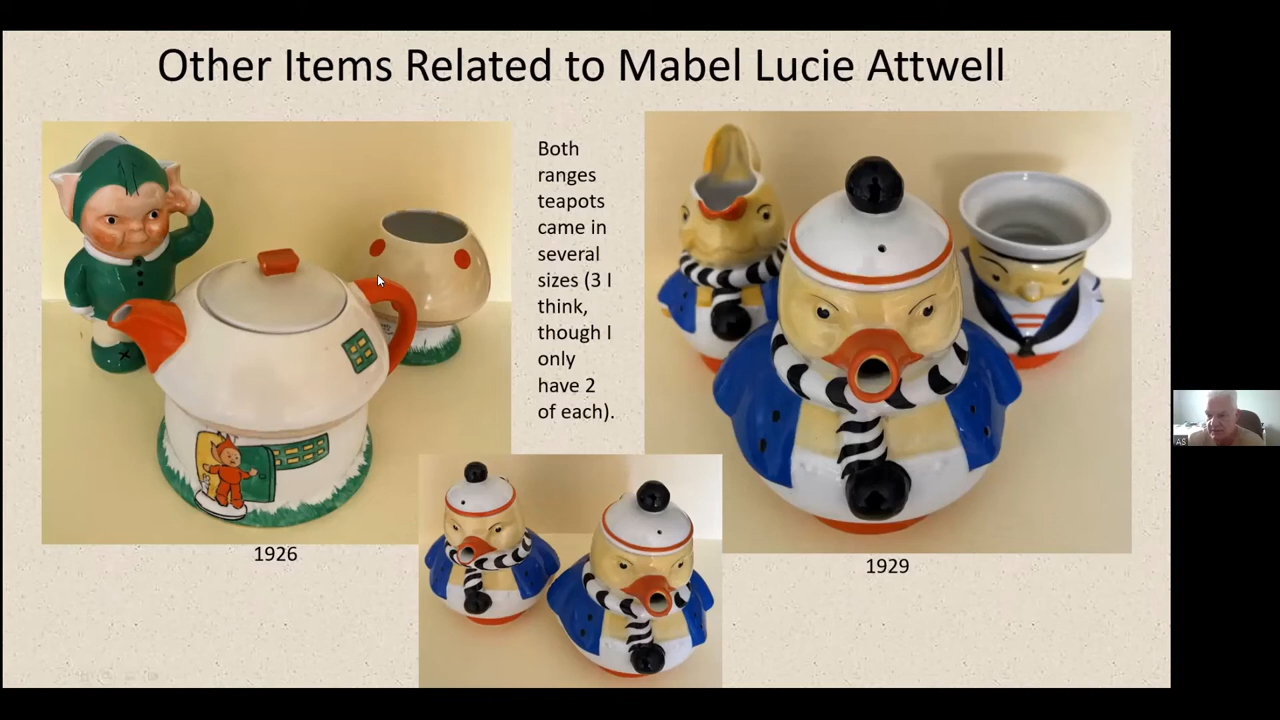 Other Items Related to Mabel Lucie Attwell
Both
ranges
teapots
came in
several
sizes (3 I
think,
though I
only
have 2
of each).
1926
1929
AS